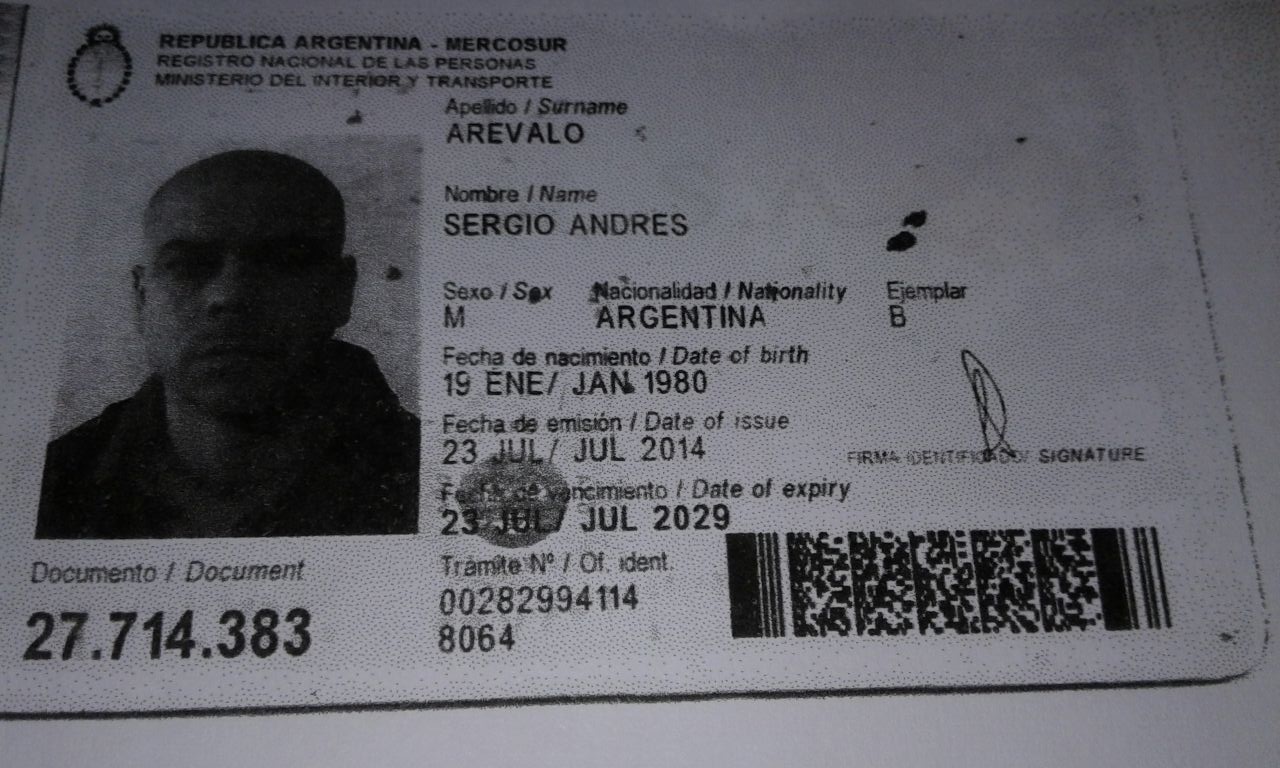 REPUBLICA ARGENTINA - MERCOSUR
REGISTRO NACIONAL DE LAS PERSONAS
MINISTERIO DEL INTERIOR Y TRANSPORTE
Apellido / Surname
AREVALO
Nombre / Name
SERGIO ANDRES
Sexo / Sex Nacionalidad / Nationality Ejemplar
M ARGENTINA B
Fecha de nacimiento / Date of birth
19 ENE/ JAN 1980
Fecha de emisión / Date of issue
23 JUL/ JUL 2014
FIRMA IDENTIFICADO/ SIGNATURE
Fecha de vencimiento / Date of expiry
23 JUL/ JUL 2029
Trámite Nº / Of. ident.
00282994114
8064
Documento / Document
27.714.383